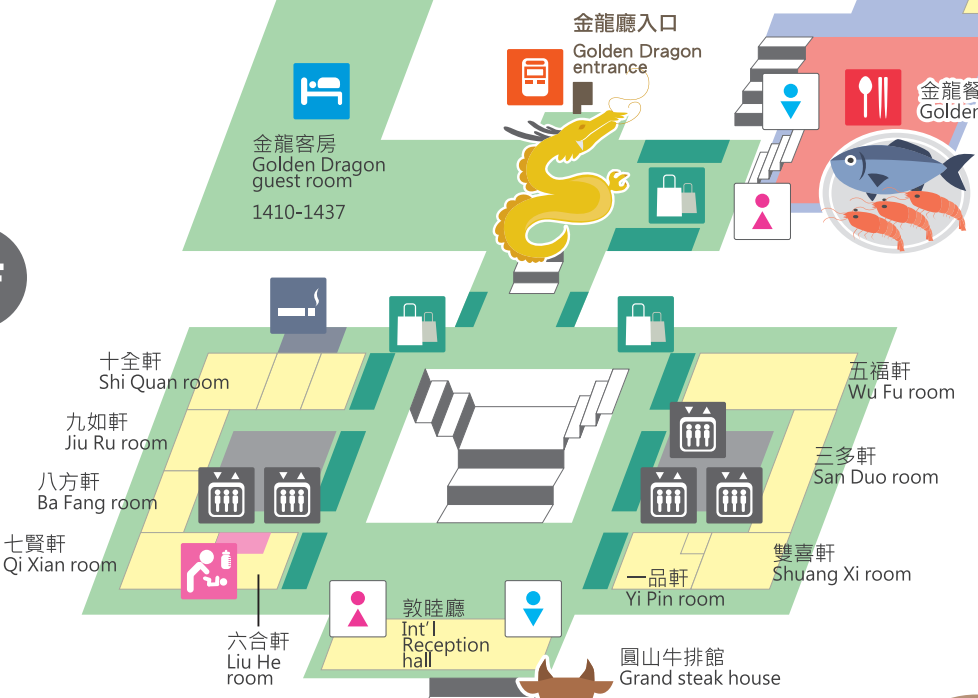 金龍廳入口
Golden Dragon
entrance
金龍餐
Golden
金龍客房
Golden Dragon
guest room
1410-1437
十全軒
Shi Quan room
五福軒
Wu Fu room
九如軒
Jiu Ru room
三多軒
San Duo room
八方軒
Ba Fang room
七賢軒
Qi Xian room
雙喜軒
Shuang Xi room
一品軒
Yi Pin room
敦睦廳
Int'l
Reception
hall
六合軒
Liu He
room
圓山牛排館
Grand steak house